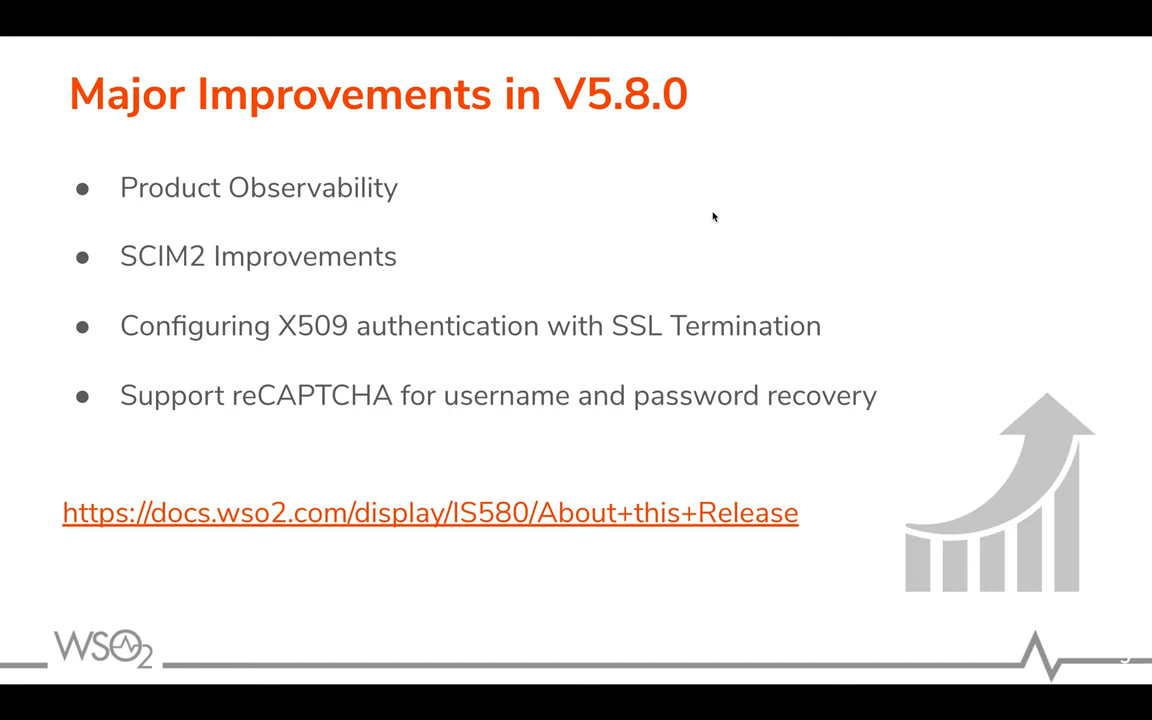 Major Improvements in V5.8.0
● Product Observability
● SCIM2 Improvements
● Configuring X509 authentication with SSL Termination
● Support reCAPTCHA for username and password recovery
https://docs.wso2.com/display/IS580/About+this+Release
WSO2